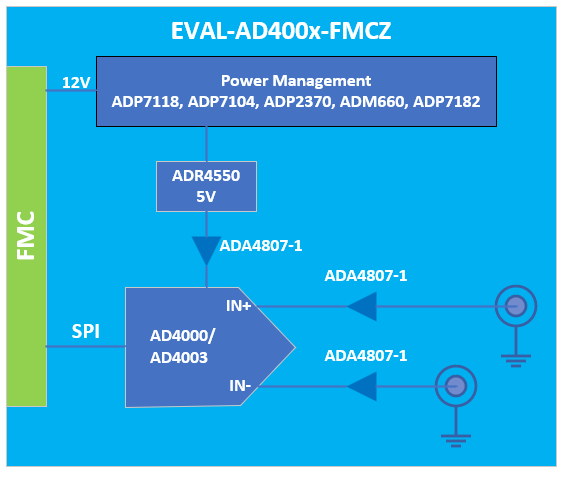 EVAL-AD400x-FMCZ
12V
Power Management
ADP7118, ADP7104, ADP2370, ADM660, ADP7182
ADR4550
5V
FMC
ADA4807-1
ADA4807-1
IN+
SPI
AD4000/
AD4003
ADA4807-1
IN-